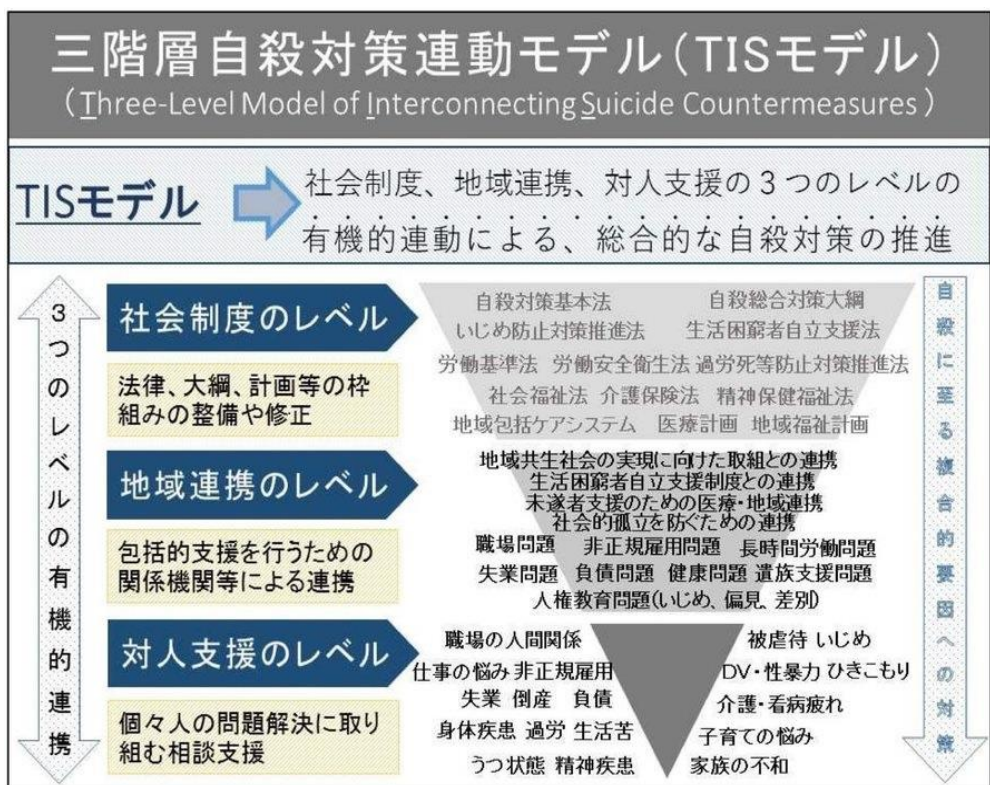 三階層自殺対策連動モデル(TISモデル)
(Three-Level Model of Interconnecting Suicide Countermeasures)
TISモデル
社会制度、地域連携、対人支援の3つのレベルの
有機的連動による、総合的な自殺対策の推進
3つのレベルの有機的連携
社会制度のレベル
法律、大綱、計画等の枠
組みの整備や修正
自殺対策基本法 自殺総合対策大綱
いじめ防止対策推進法 生活困窮者自立支援法
労働基準法 労働安全衛生法 過労死等防止対策推進法
社会福祉法 介護保険法 精神保健福祉法
地域包括ケアシステム 医療計画 地域福祉計画
地域連携のレベル
包括的支援を行うための
関係機関等による連携
地域共生社会の実現に向けた取組との連携
生活困窮者自立支援制度との連携
未遂者支援のための医療・地域連携
社会的孤立を防ぐための連携
職場問題 非正規雇用問題 長時間労働問題
失業問題 負債問題 健康問題 遺族支援問題
人権教育問題(いじめ、偏見、差別)
対人支援のレベル
個々人の問題解決に取り
組む相談支援
職場の人間関係 被虐待 いじめ
仕事の悩み 非正規雇用 DV・性暴力 ひきこもり
失業 倒産 負債 介護・看病疲れ
身体疾患 過労 生活苦 子育ての悩み
うつ状態 精神疾患 家族の不和
自殺に至る複合的要因への対策